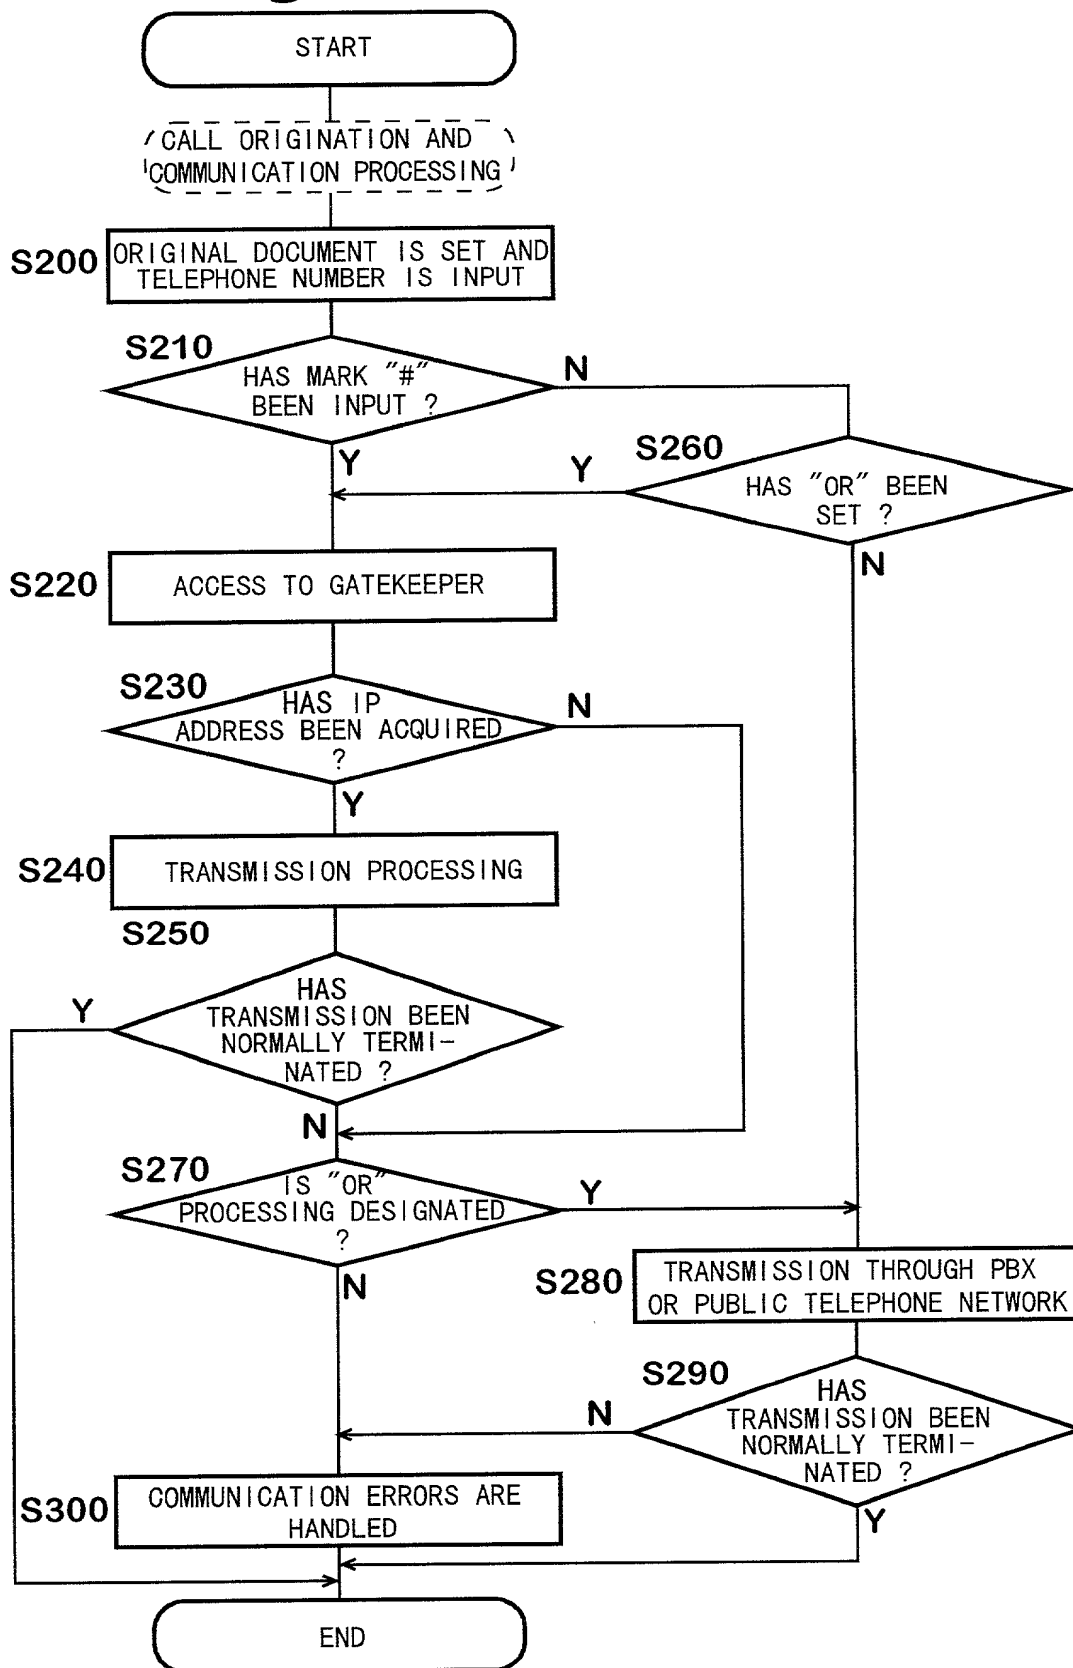 START
CALL ORIGINATION AND
COMMUNICATION PROCESSING
S200
ORIGINAL DOCUMENT IS SET AND
TELEPHONE NUMBER IS INPUT
S210
HAS MARK "#"
BEEN INPUT ?
N
Y
S260
HAS "OR" BEEN
SET ?
Y
N
S220
ACCESS TO GATEKEEPER
S230
HAS IP
ADDRESS BEEN ACQUIRED
?
N
Y
S240
TRANSMISSION PROCESSING
S250
HAS
TRANSMISSION BEEN
NORMALLY TERMI-
NATED ?
Y
N
S270
IS "OR"
PROCESSING DESIGNATED
?
Y
N
S280
TRANSMISSION THROUGH PBX
OR PUBLIC TELEPHONE NETWORK
S290
HAS
TRANSMISSION BEEN
NORMALLY TERMI-
NATED ?
N
Y
S300
COMMUNICATION ERRORS ARE
HANDLED
END